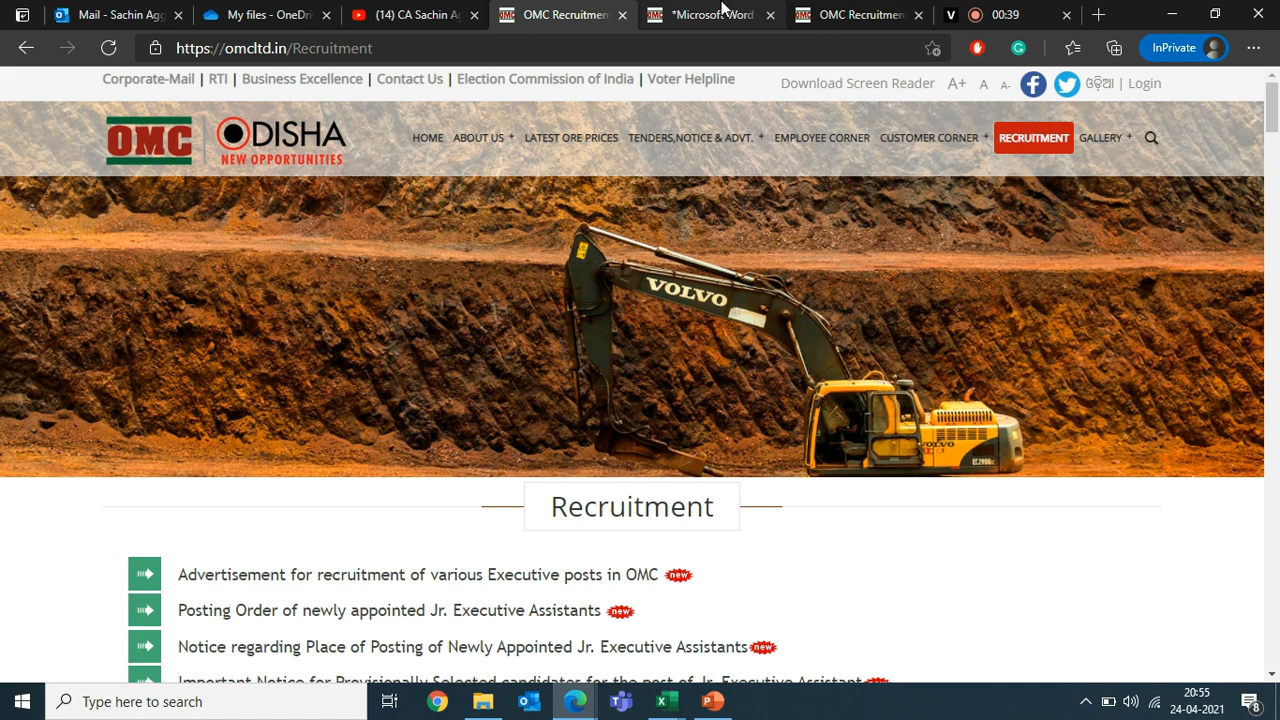 Mail - Sachin Agg
My files - OneDri
(14) CA Sachin Ag
OMC Recruitmen
*Microsoft Word
OMC Recruitmen
V
00:39
https://omcltd.in/Recruitment
InPrivate
Corporate-Mail | RTI | Business Excellence | Contact Us | Election Commission of India | Voter Helpline
Download Screen Reader A+ A A- ଓଡ଼ିଆ | Login
OMC
ODISHA
NEW OPPORTUNITIES
HOME ABOUT US + LATEST ORE PRICES TENDERS,NOTICE & ADVT. + EMPLOYEE CORNER CUSTOMER CORNER + RECRUITMENT GALLERY +
VOLVO
VOLVO
Recruitment
Advertisement for recruitment of various Executive posts in OMC new
Posting Order of newly appointed Jr. Executive Assistants new
Notice regarding Place of Posting of Newly Appointed Jr. Executive Assistants new
Important Notice for Provisionally Selected candidates for the post of Jr. Executive Assistant
Type here to search
20:55
24-04-2021
8